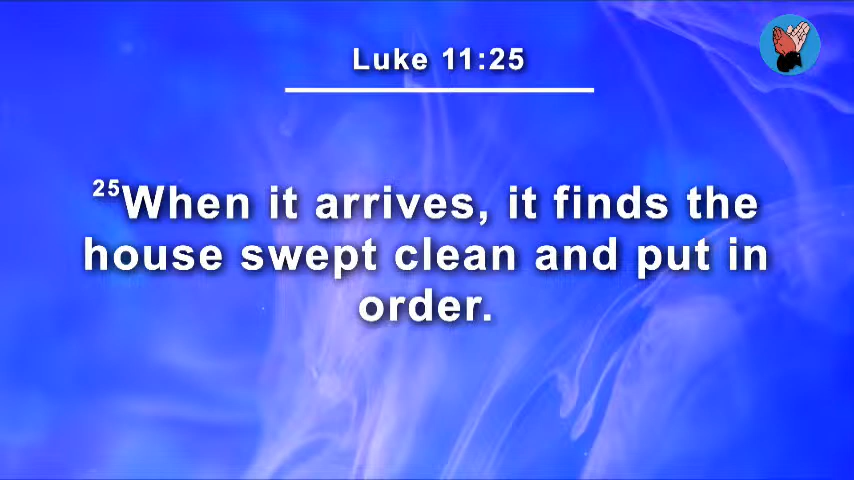 Luke 11:25
25When it arrives, it finds the
house swept clean and put in
order.